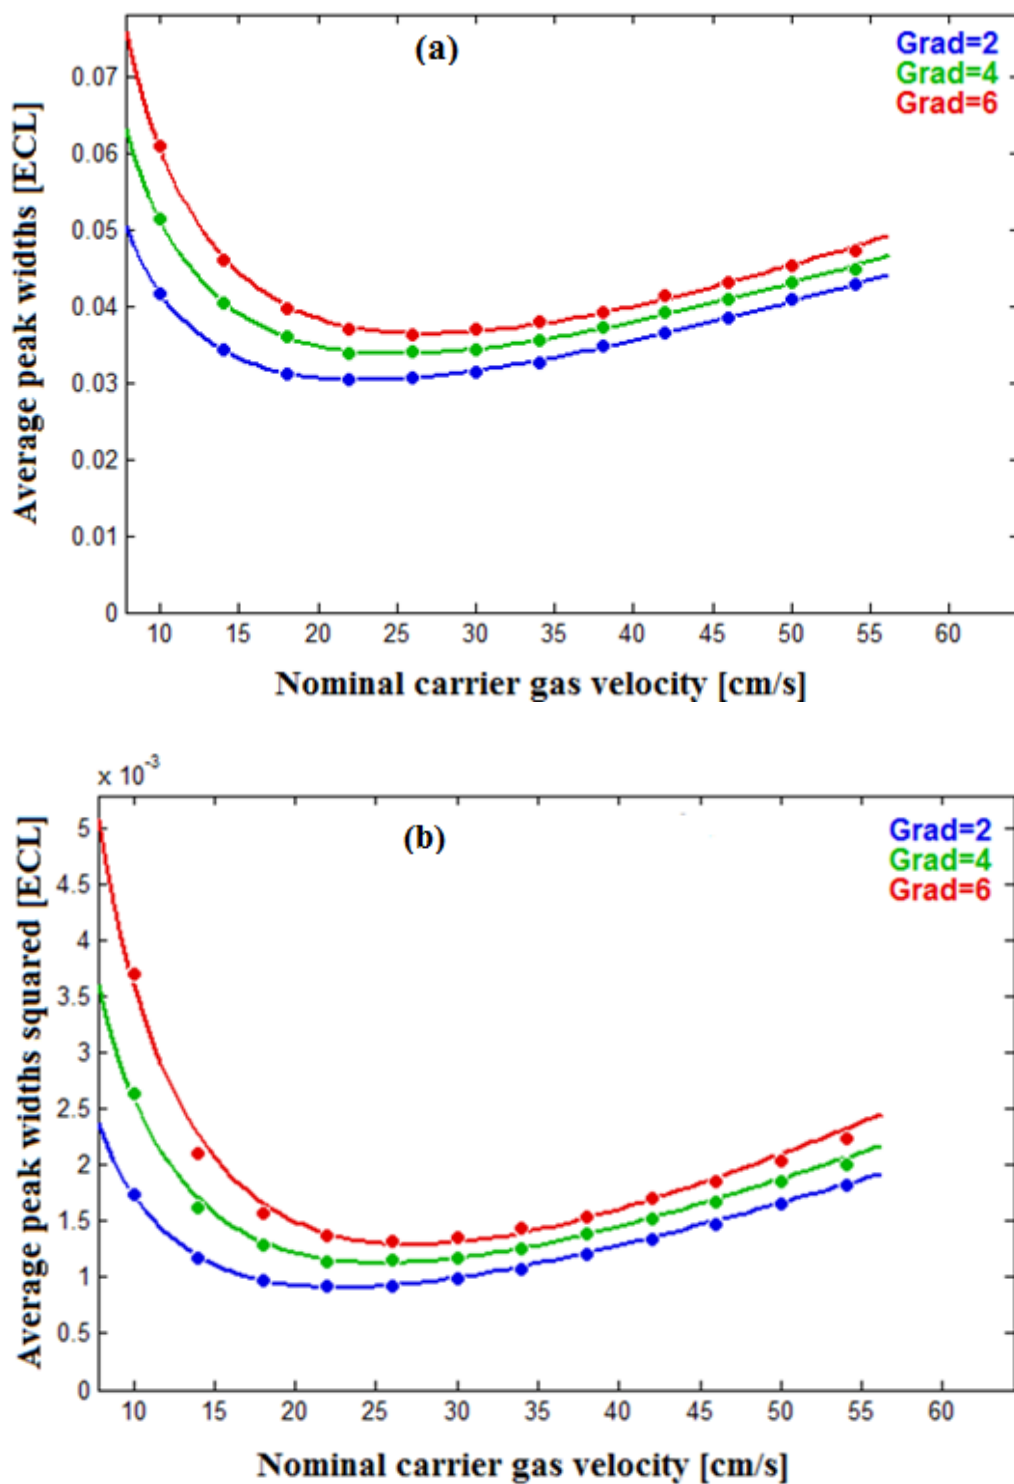 (a)
Grad=2
Grad=4
Grad=6
Average peak widths [ECL]
0.07
0.06
0.05
0.04
0.03
0.02
0.01
0
10 15 20 25 30 35 40 45 50 55 60
Nominal carrier gas velocity [cm/s]
x 10-3
(b)
Grad=2
Grad=4
Grad=6
Average peak widths squared [ECL]
5
4.5
4
3.5
3
2.5
2
1.5
1
0.5
0
10 15 20 25 30 35 40 45 50 55 60
Nominal carrier gas velocity [cm/s]